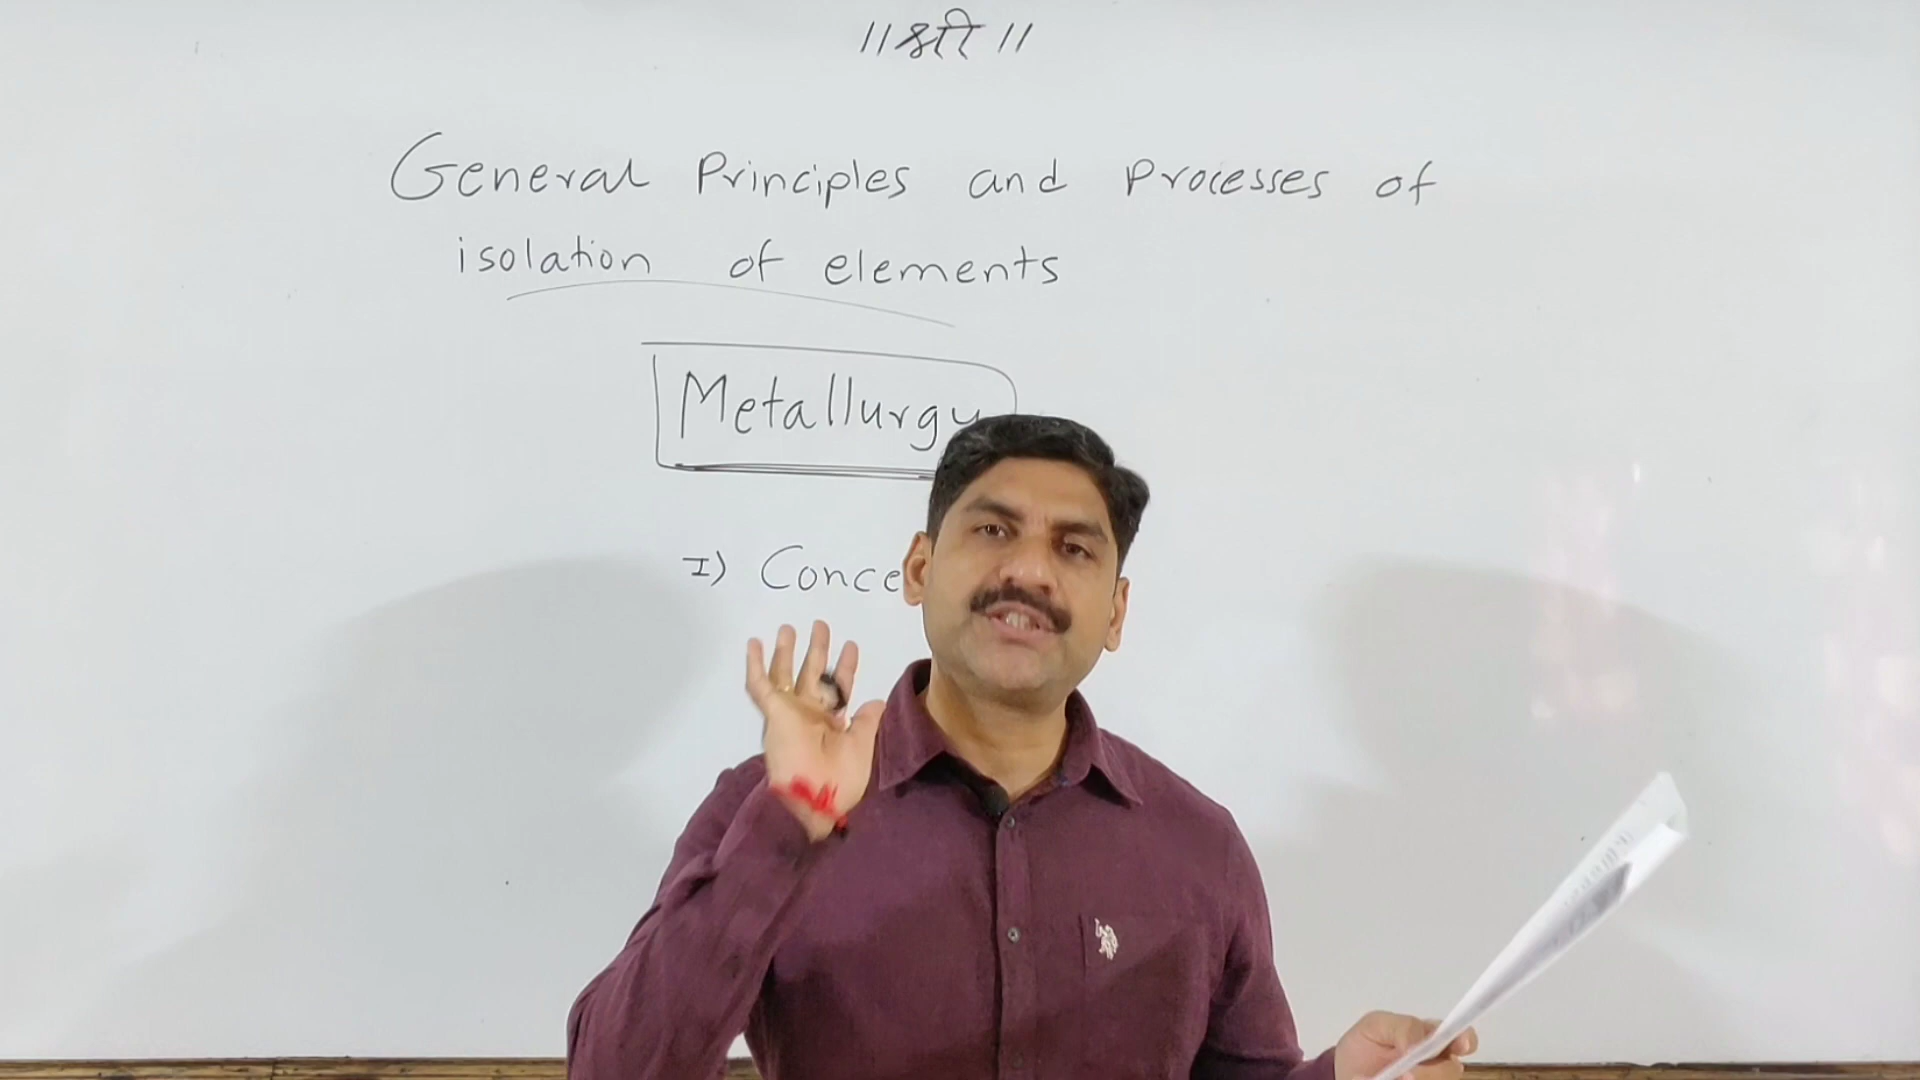 ॥ श्री ॥
General Principles and Processes of
isolation of elements
Metallurgy
I) Conce